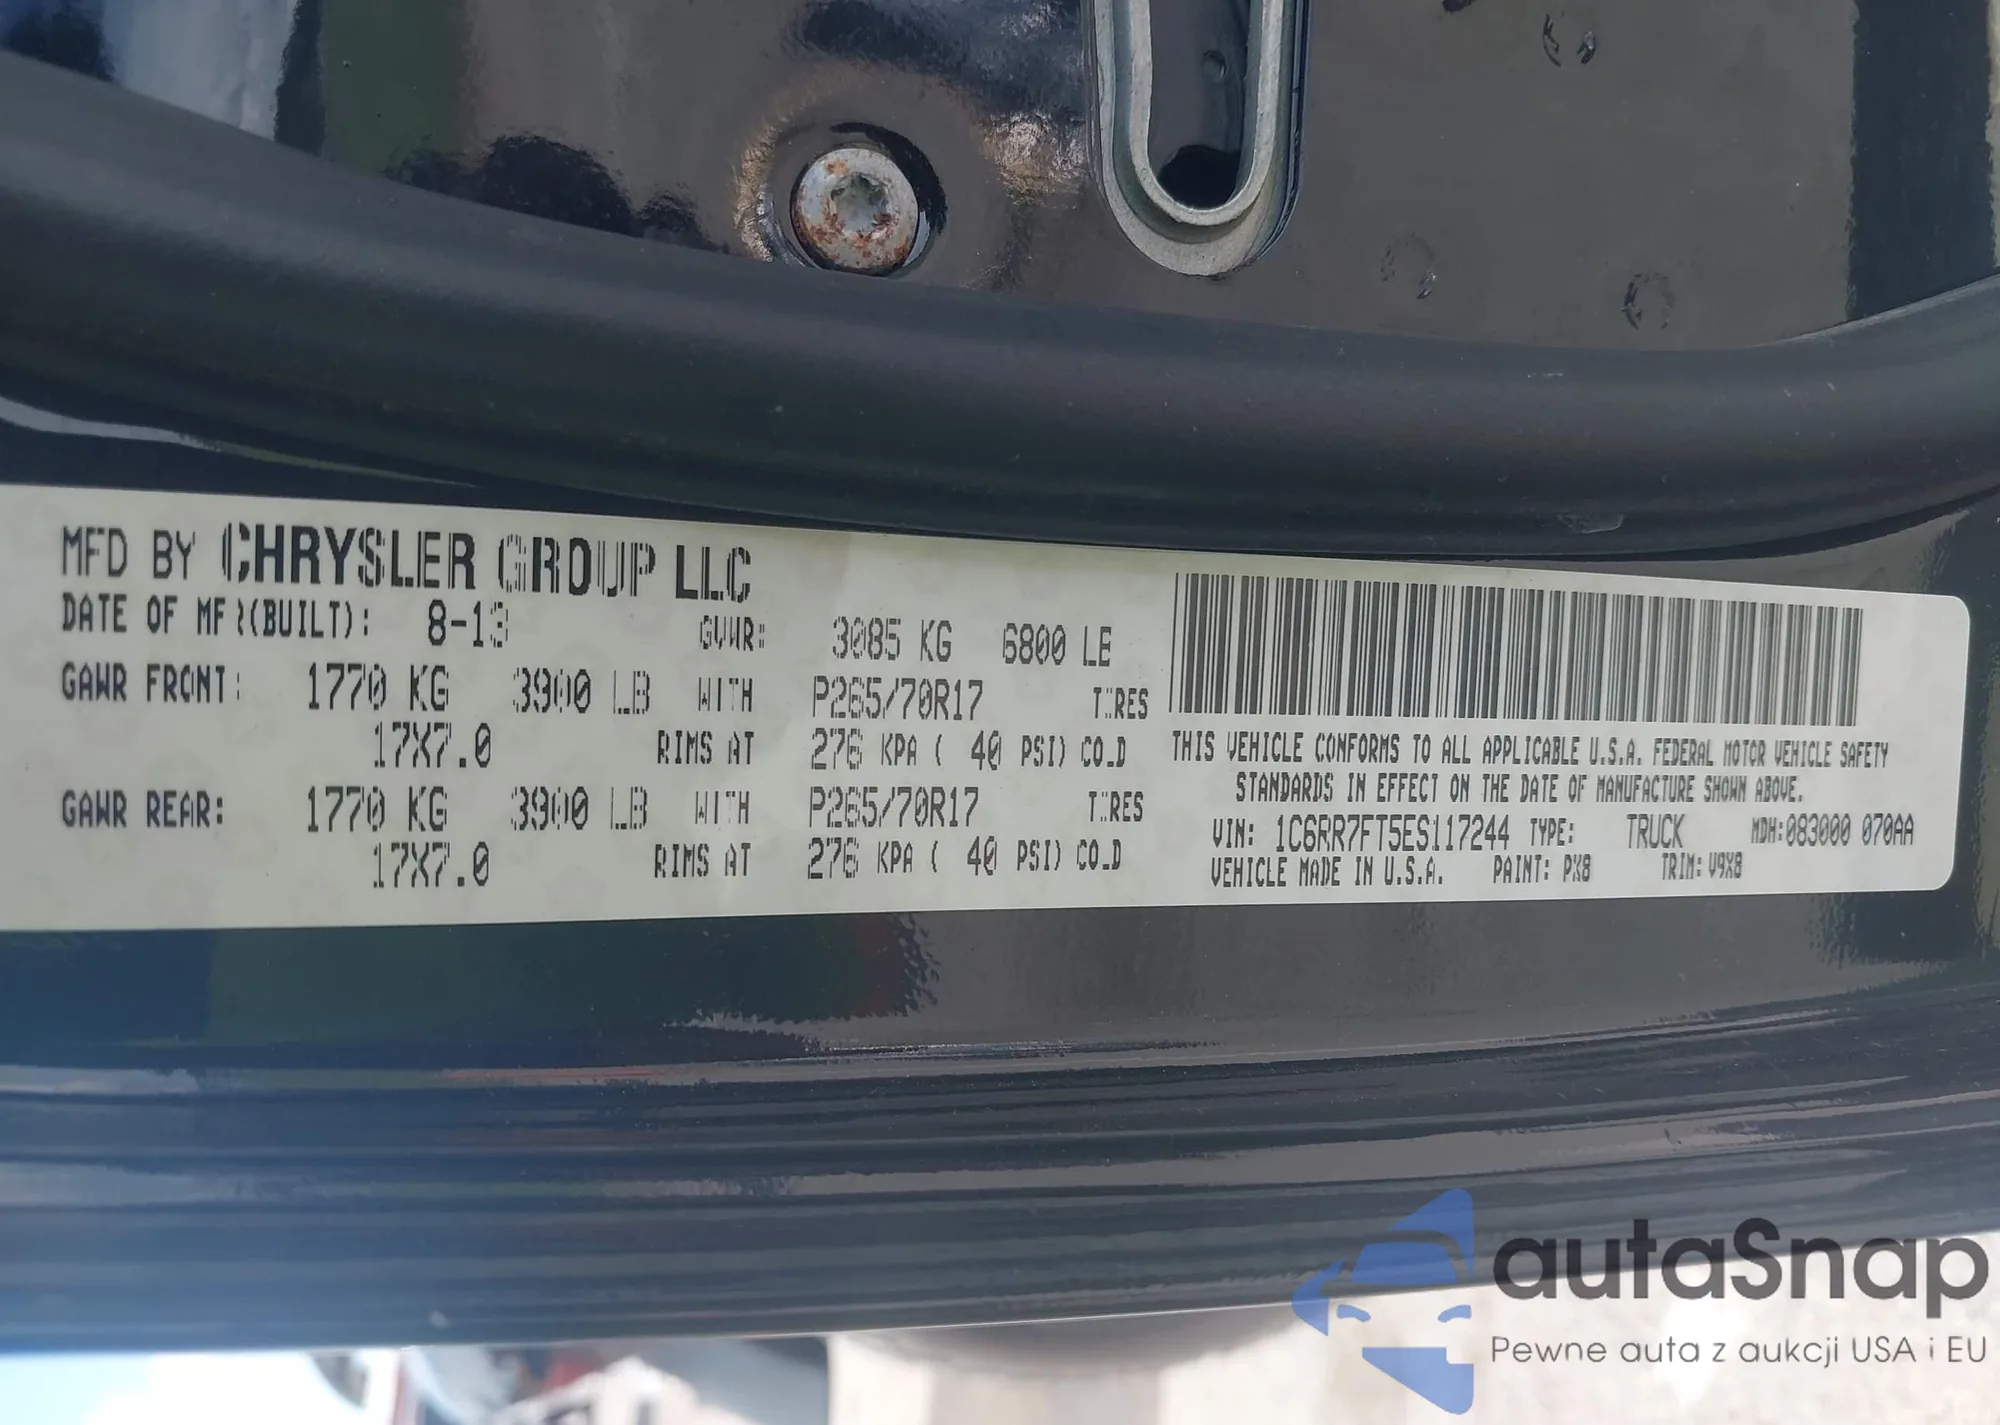 MFD BY CHRYSLER GROUP LLC
DATE OF MFR(BUILT): 8-13 GVWR: 3085 KG 6800 LB
GAWR FRONT: 1770 KG 3900 LB WITH P265/70R17 TIRES
17X7.0 RIMS AT 276 KPA ( 40 PSI) COLD
GAWR REAR: 1770 KG 3900 LB WITH P265/70R17 TIRES
17X7.0 RIMS AT 276 KPA ( 40 PSI) COLD
THIS VEHICLE CONFORMS TO ALL APPLICABLE U.S.A. FEDERAL MOTOR VEHICLE SAFETY
STANDARDS IN EFFECT ON THE DATE OF MANUFACTURE SHOWN ABOVE.
VIN: 1C6RR7FT5ES117244 TYPE: TRUCK MDH:083000 070AA
VEHICLE MADE IN U.S.A. PAINT: PX8 TRIM: V9X8
autaSnap
Pewne auta z aukcji USA i EU